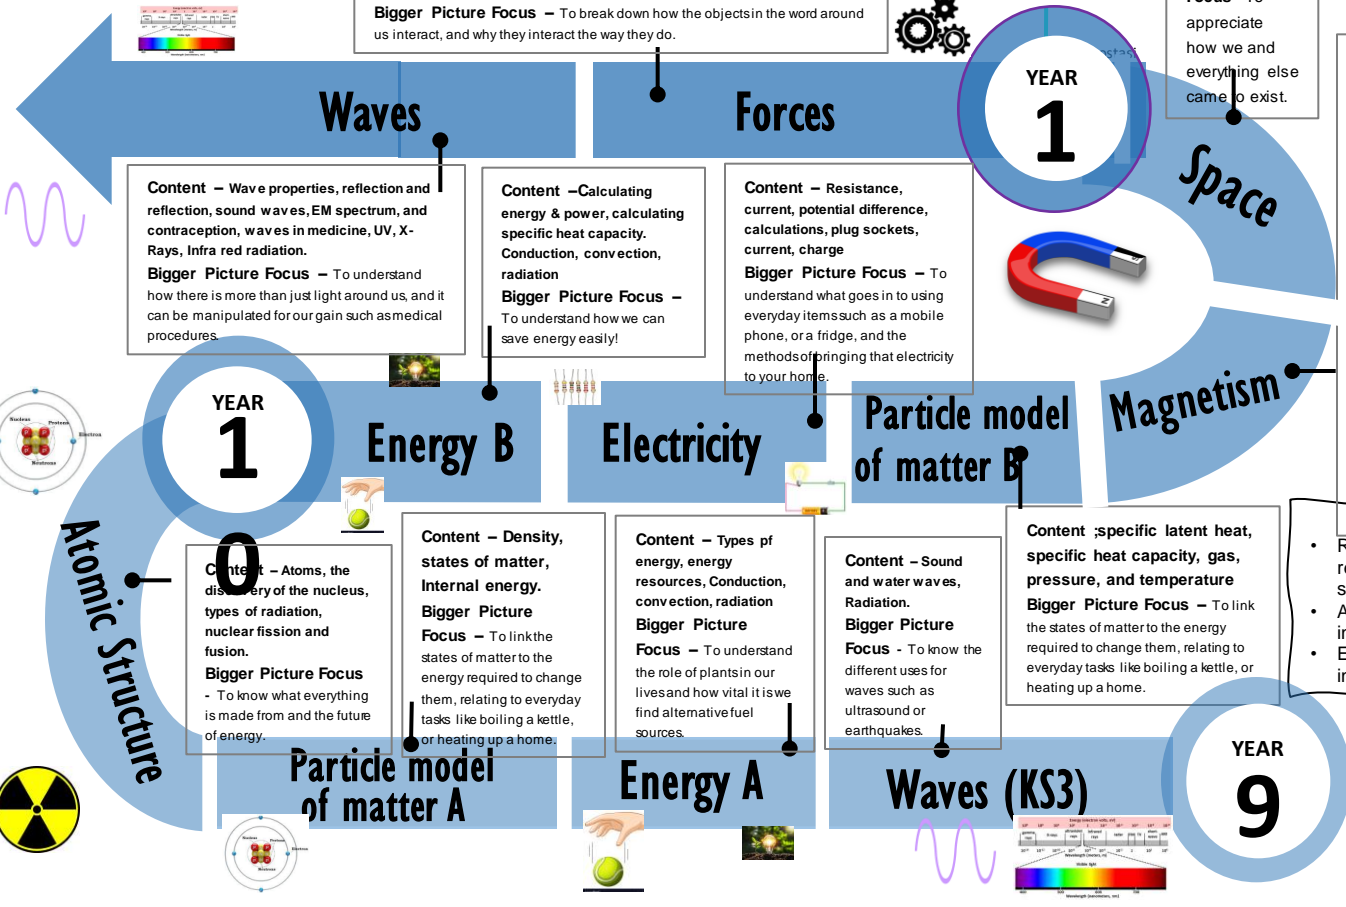 Bigger Picture Focus – To break down how the objects in the word around
us interact, and why they interact the way they do.
appreciate
how we and
everything else
came to exist.
Waves
Forces
YEAR
1
Space
Content – Wave properties, reflection and
reflection, sound waves, EM spectrum, and
contraception, waves in medicine, UV, X-
Rays, Infra red radiation.
Bigger Picture Focus – To understand
how there is more than just light around us, and it
can be manipulated for our gain such as medical
procedures.
Content –Calculating
energy & power, calculating
specific heat capacity.
Conduction, convection,
radiation
Bigger Picture Focus –
To understand how we can
save energy easily!
Content – Resistance,
current, potential difference,
calculations, plug sockets,
current, charge
Bigger Picture Focus – To
understand what goes in to using
everyday items such as a mobile
phone, or a fridge, and the
methods of bringing that electricity
to your home.
S
N
Nucleus
Protons
Electron
Neutrons
YEAR
1
0
Energy B
Electricity
Particle model
of matter B
Magnetism
Atomic Structure
Content – Atoms, the
discovery of the nucleus,
types of radiation,
nuclear fission and
fusion.
Bigger Picture Focus
- To know what everything
is made from and the future
of energy.
Content – Density,
states of matter,
Internal energy.
Bigger Picture
Focus – To link the
states of matter to the
energy required to change
them, relating to everyday
tasks like boiling a kettle,
or heating up a home.
Content – Types pf
energy, energy
resources, Conduction,
convection, radiation
Bigger Picture
Focus – To understand
the role of plants in our
lives and how vital it is we
find alternative fuel
sources.
Content – Sound
and water waves,
Radiation.
Bigger Picture
Focus - To know the
different uses for
waves such as
ultrasound or
earthquakes.
Content ;specific latent heat,
specific heat capacity, gas,
pressure, and temperature
Bigger Picture Focus – To link
the states of matter to the energy
required to change them, relating to
everyday tasks like boiling a kettle, or
heating up a home.
Particle model
of matter A
Energy A
Waves (KS3)
YEAR
9
Nucleus
Protons
Electron
Neutrons
Visible light